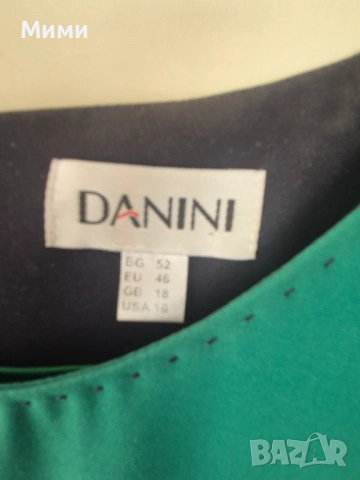 Мими
DANINI
BG 52
EU 46
GB 18
USA 16
BAZAR